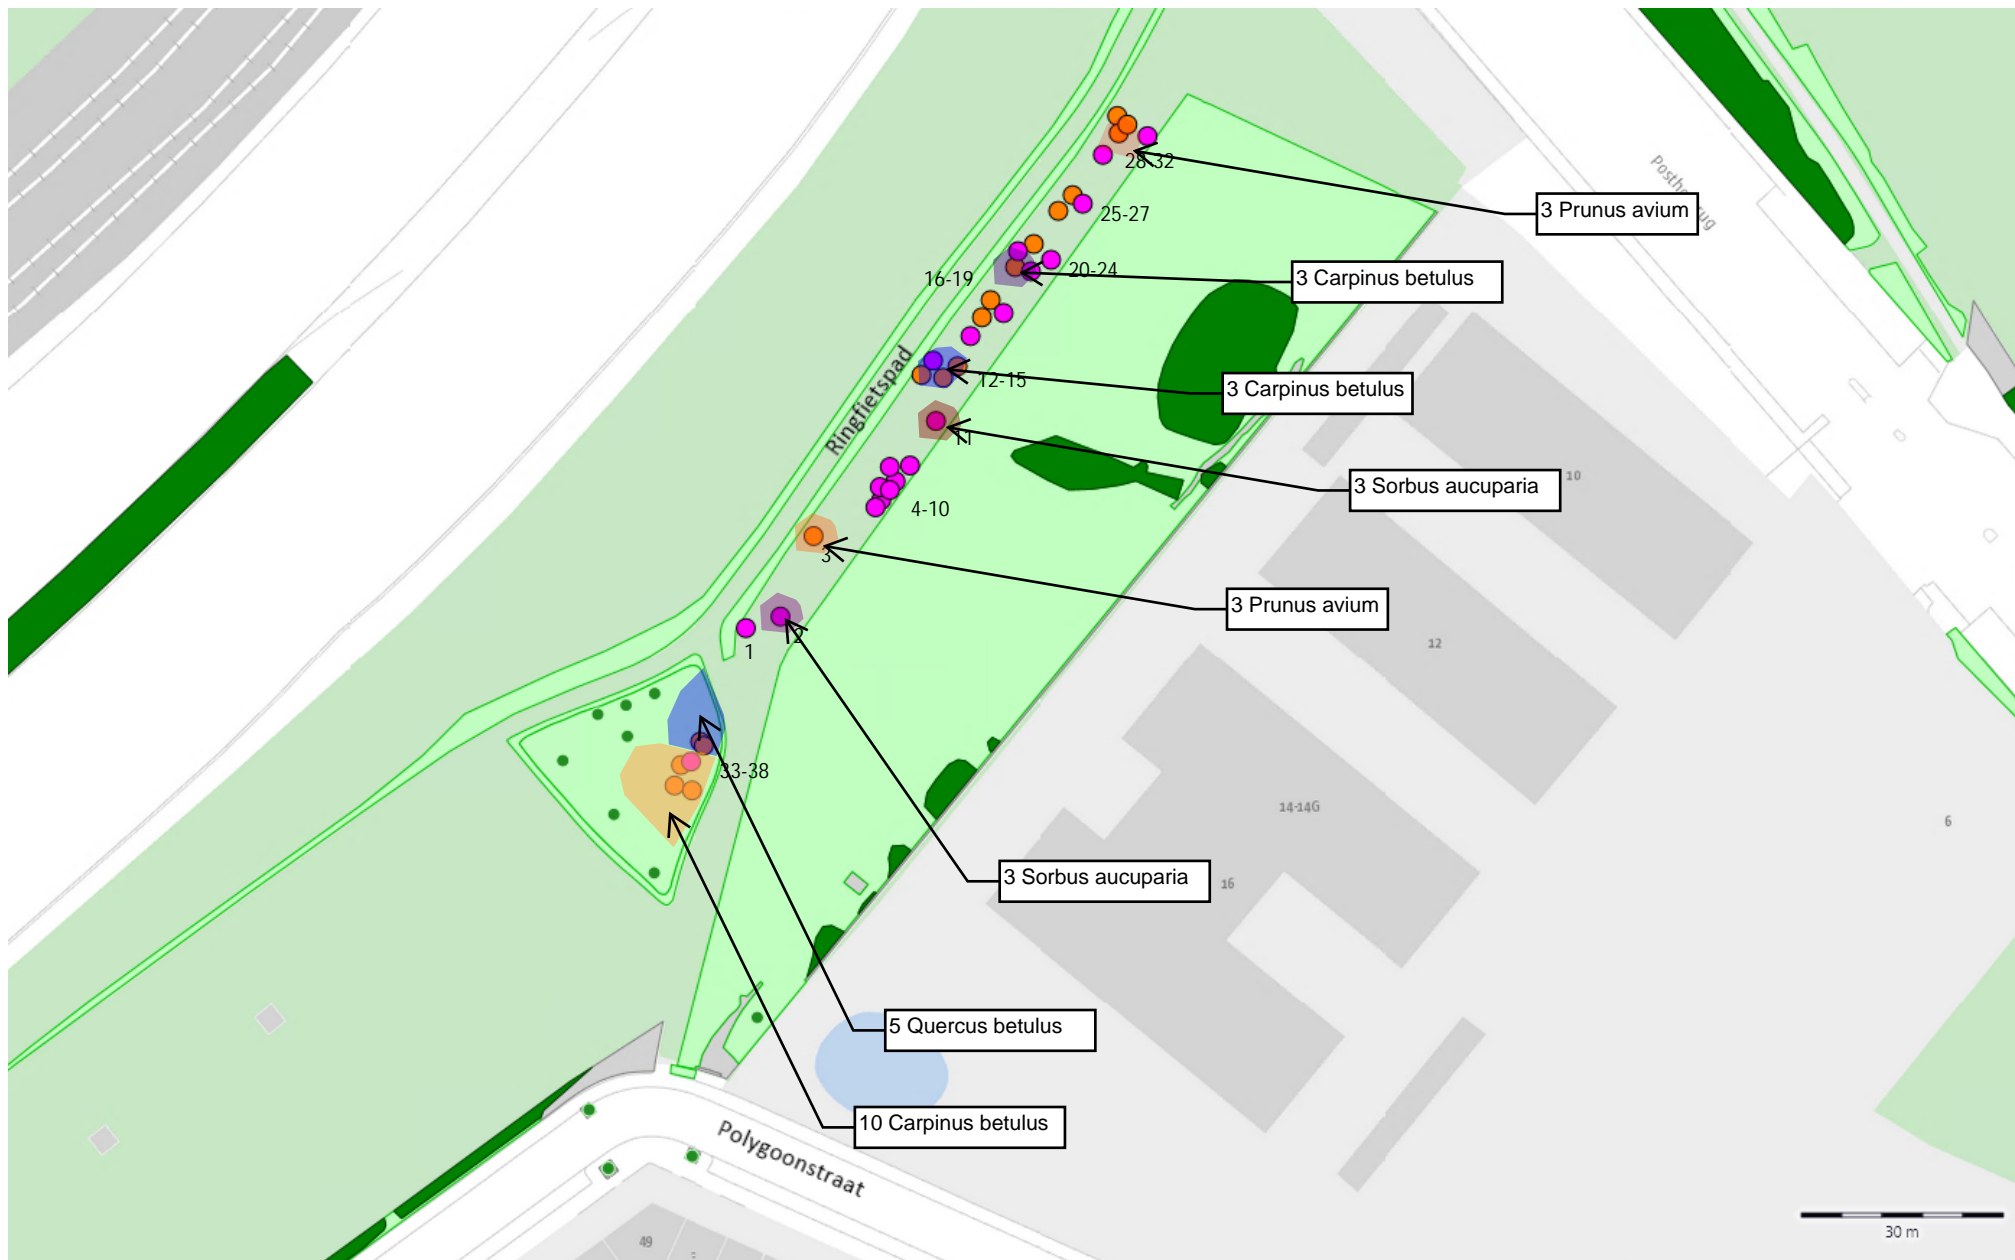 28-32
3 Prunus avium
25-27
16-19
20-24
3 Carpinus betulus
Ringfietspad
12-15
3 Carpinus betulus
11
3 Sorbus aucuparia
10
4-10
3
3 Prunus avium
2
1
12
33-38
14-14G
6
3 Sorbus aucuparia
16
5 Quercus betulus
10 Carpinus betulus
Polygoonstraat
49
30 m